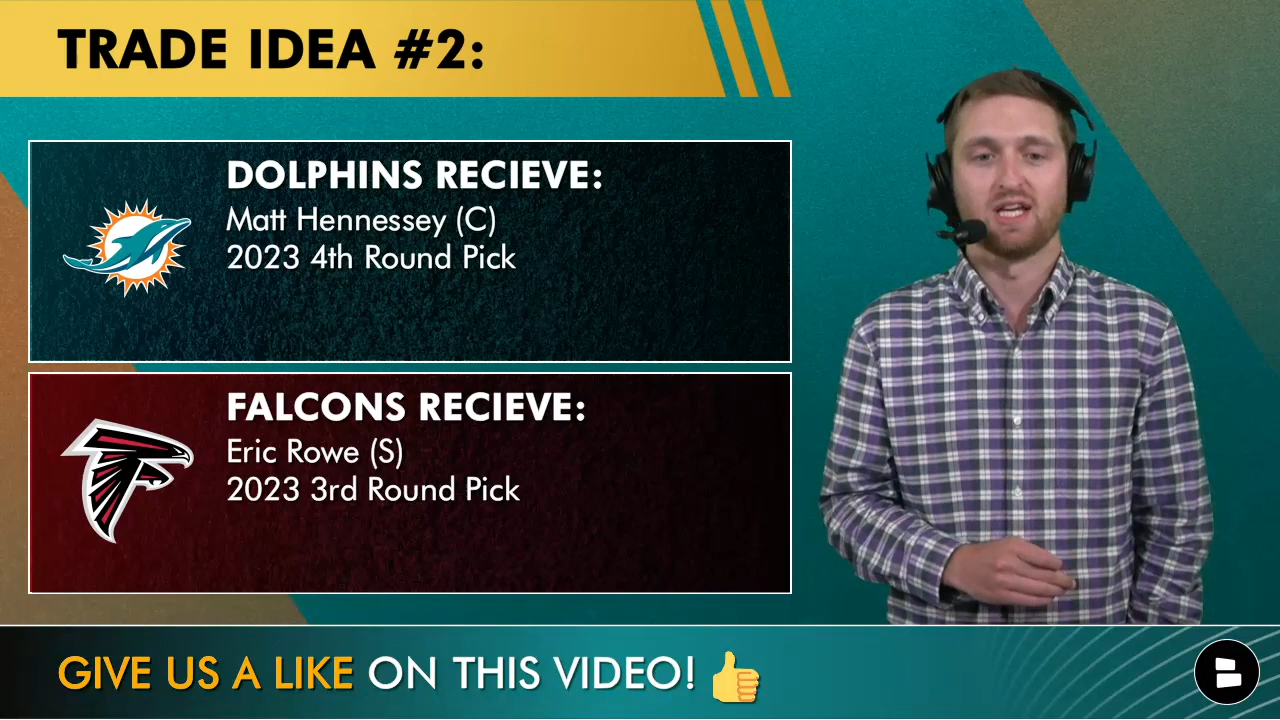 TRADE IDEA #2:
DOLPHINS RECIEVE:
Matt Hennessey (C)
2023 4th Round Pick
FALCONS RECIEVE:
Eric Rowe (S)
2023 3rd Round Pick
GIVE US A LIKE ON THIS VIDEO!